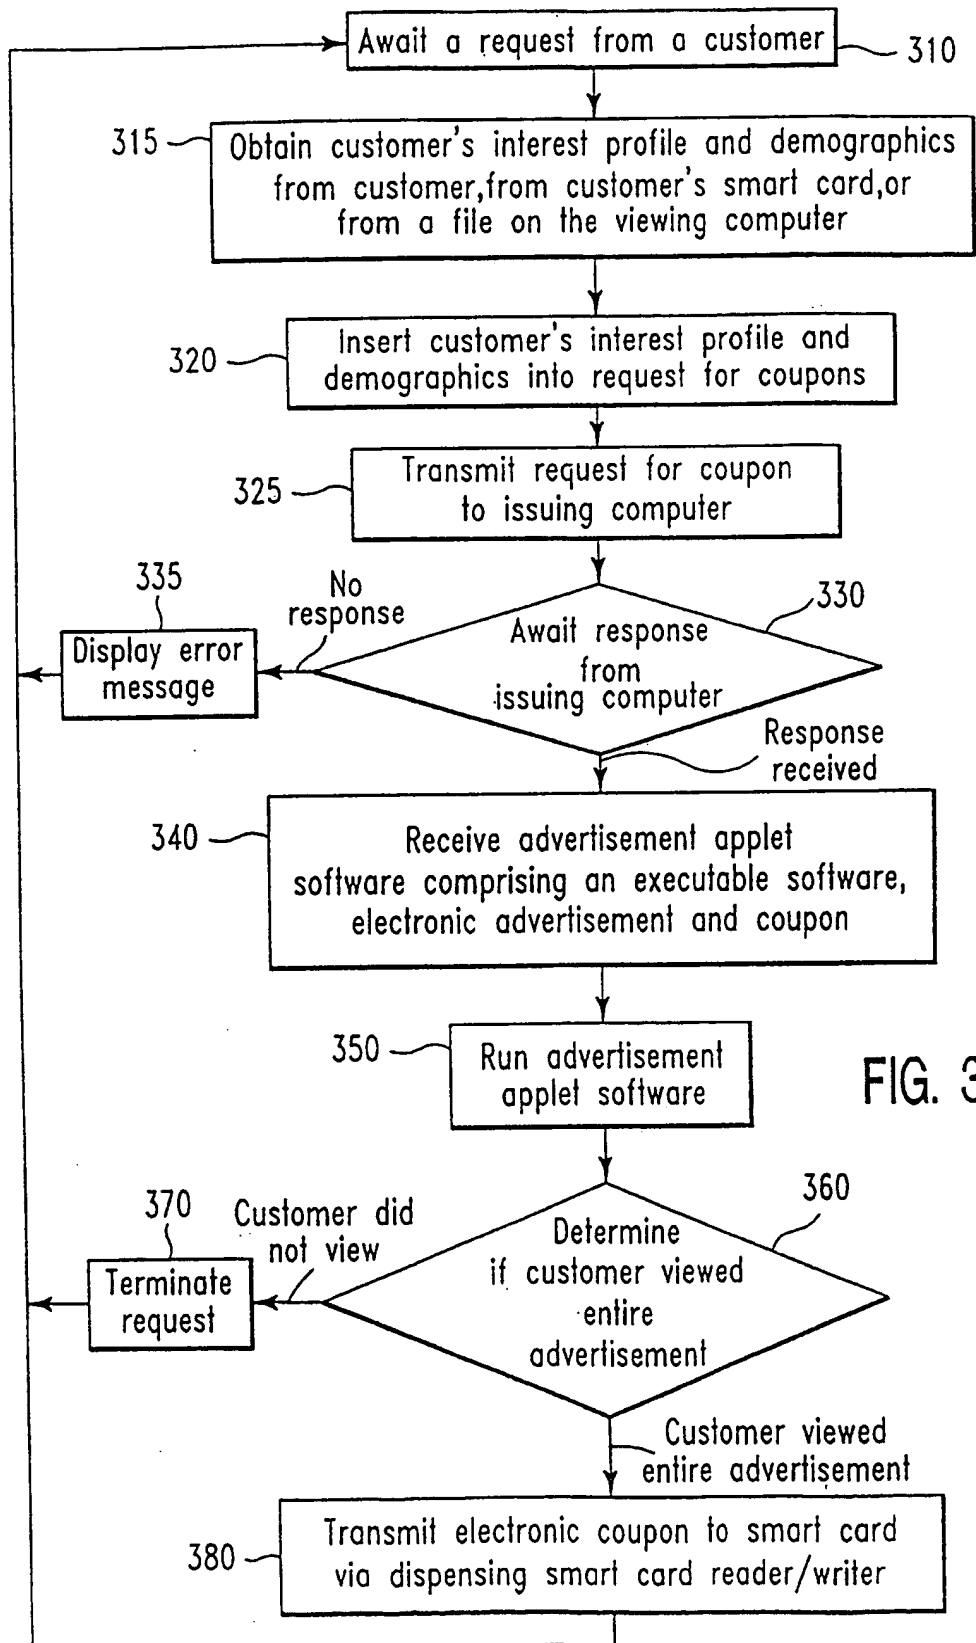 Await a request from a customer
310
315
Obtain customer's interest profile and demographics
from customer,from customer's smart card,or
from a file on the viewing computer
320
Insert customer's interest profile and
demographics into request for coupons
325
Transmit request for coupon
to issuing computer
335
No
response
330
Display error
message
Await response
from
issuing computer
Response
received
340
Receive advertisement applet
software comprising an executable software,
electronic advertisement and coupon
350
Run advertisement
applet software
FIG. 3
370
Customer did
not view
360
Terminate
request
Determine
if customer viewed
entire
advertisement
Customer viewed
entire advertisement
380
Transmit electronic coupon to smart card
via dispensing smart card reader/writer